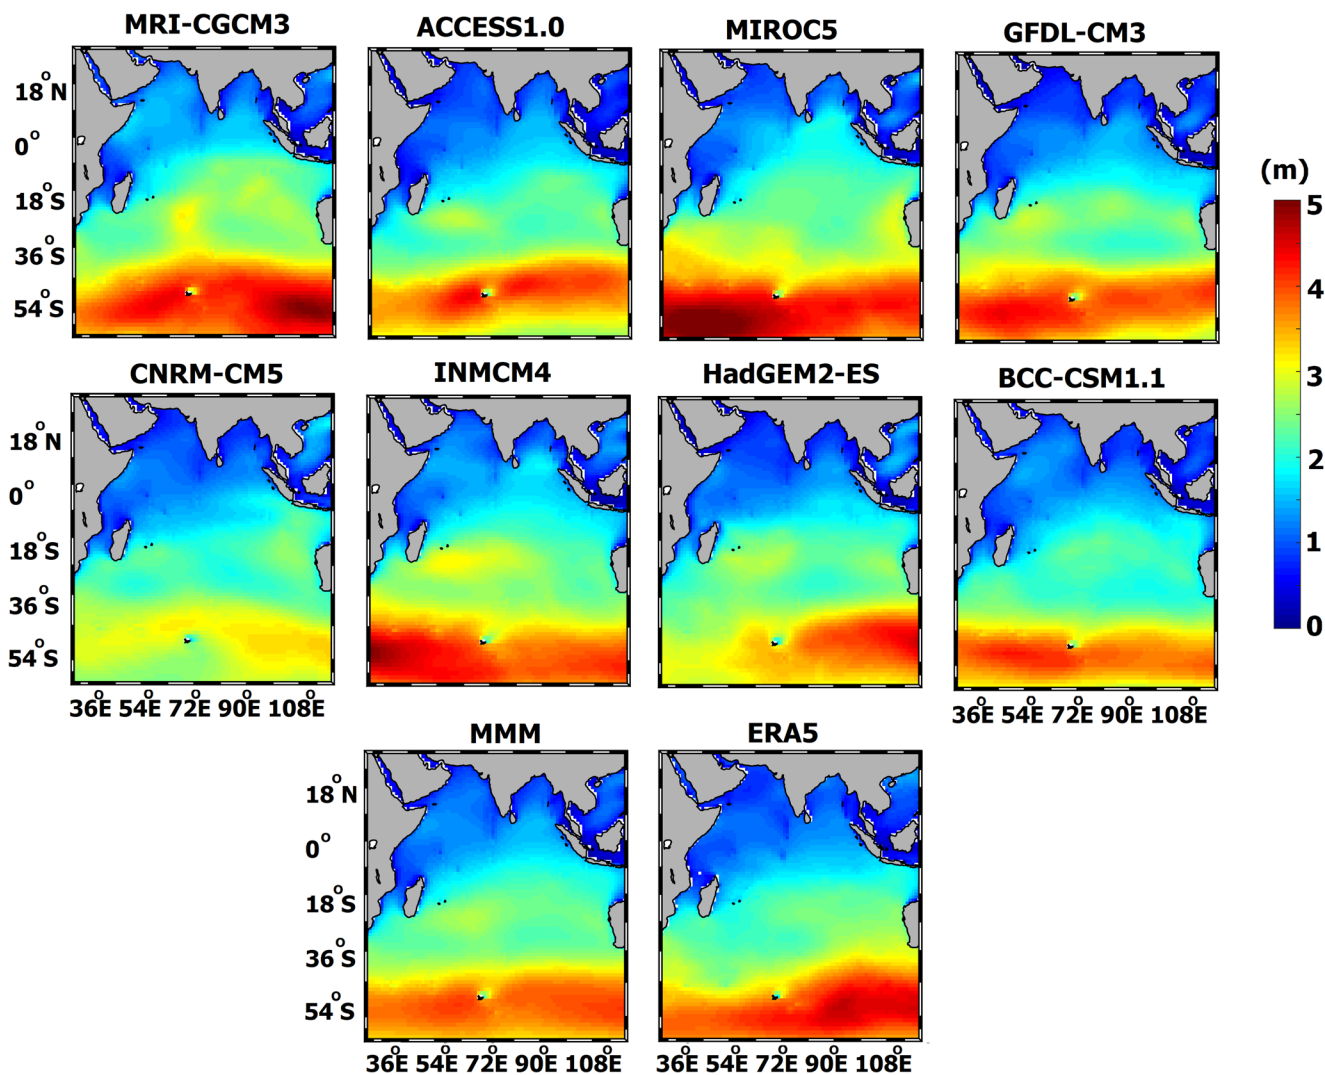 MRI-CGCM3 ACCESS1.0 MIROC5 GFDL-CM3
18°N
0°
18°S
36°S
54°S
(m)
5
4
3
2
1
0
CNRM-CM5 INMCM4 HadGEM2-ES BCC-CSM1.1
18°N
0°
18°S
36°S
54°S
36°E 54°E 72°E 90°E 108°E
36°E 54°E 72°E 90°E 108°E
MMM ERA5
18°N
0°
18°S
36°S
54°S
36°E 54°E 72°E 90°E 108°E
36°E 54°E 72°E 90°E 108°E